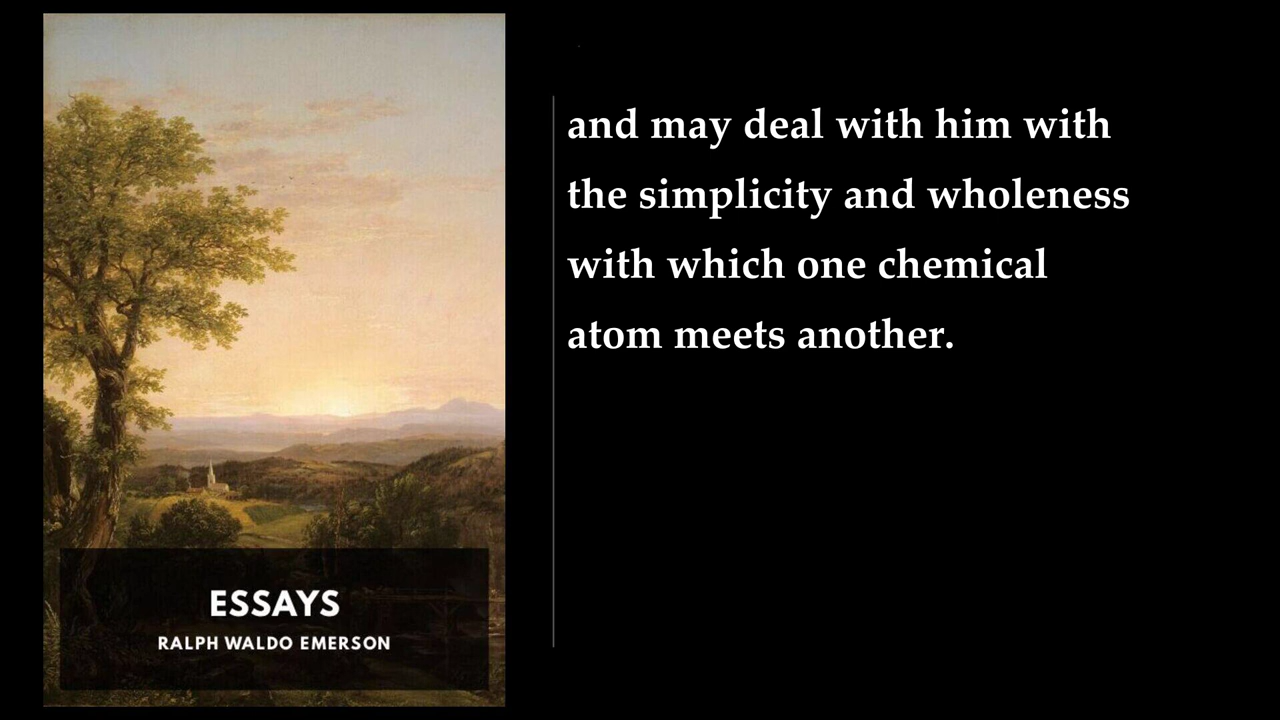 and may deal with him with
the simplicity and wholeness
with which one chemical
atom meets another.
ESSAYS
RALPH WALDO EMERSON